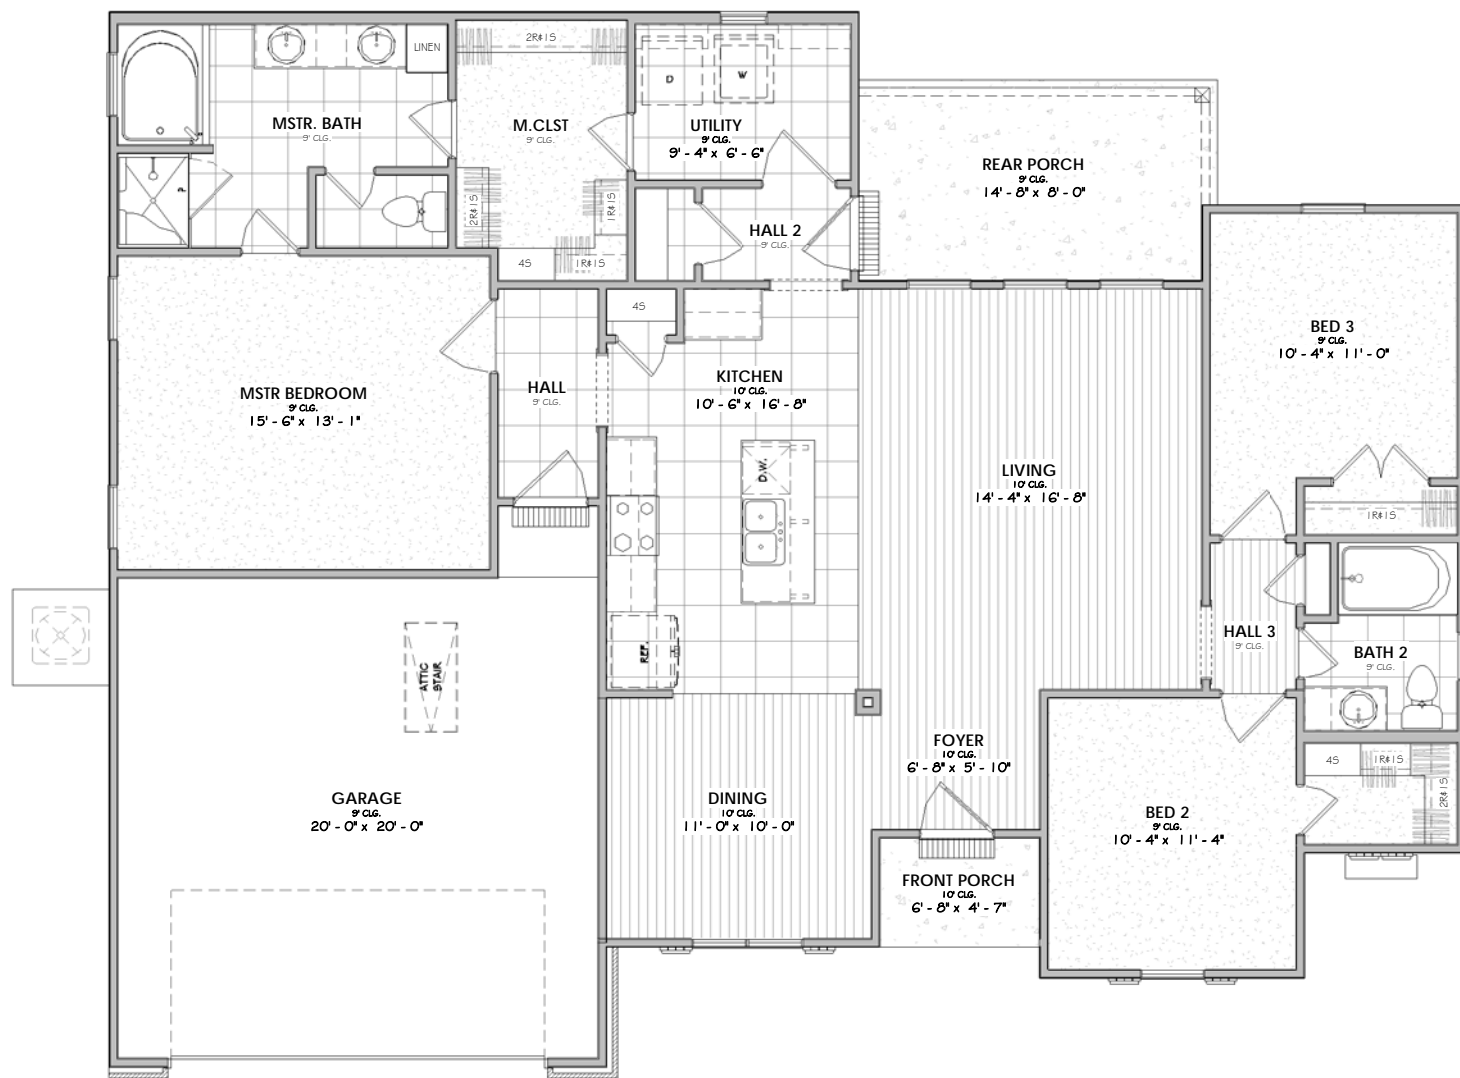 LINEN
MSTR. BATH
9' CLG.
P
2R&1S
M.CLST
9' CLG.
2R&1S
1R&1S
4S
1R&1S
D
W
UTILITY
9' CLG.
9' - 4" x 6' - 6"
HALL 2
9' CLG.
REAR PORCH
9' CLG.
14' - 8" x 8' - 0"
MSTR BEDROOM
9' CLG.
15' - 6" x 13' - 1"
HALL
9' CLG.
4S
KITCHEN
10' CLG.
10' - 6" x 16' - 8"
D.W.
REF.
LIVING
10' CLG.
14' - 4" x 16' - 8"
BED 3
9' CLG.
10' - 4" x 11' - 0"
1R&1S
HALL 3
9' CLG.
BATH 2
9' CLG.
ATTIC
STAIR
GARAGE
9' CLG.
20' - 0" x 20' - 0"
DINING
10' CLG.
11' - 0" x 10' - 0"
FOYER
10' CLG.
6' - 8" x 5' - 10"
FRONT PORCH
10' CLG.
6' - 8" x 4' - 7"
BED 2
9' CLG.
10' - 4" x 11' - 4"
4S
1R&1S
2R&1S